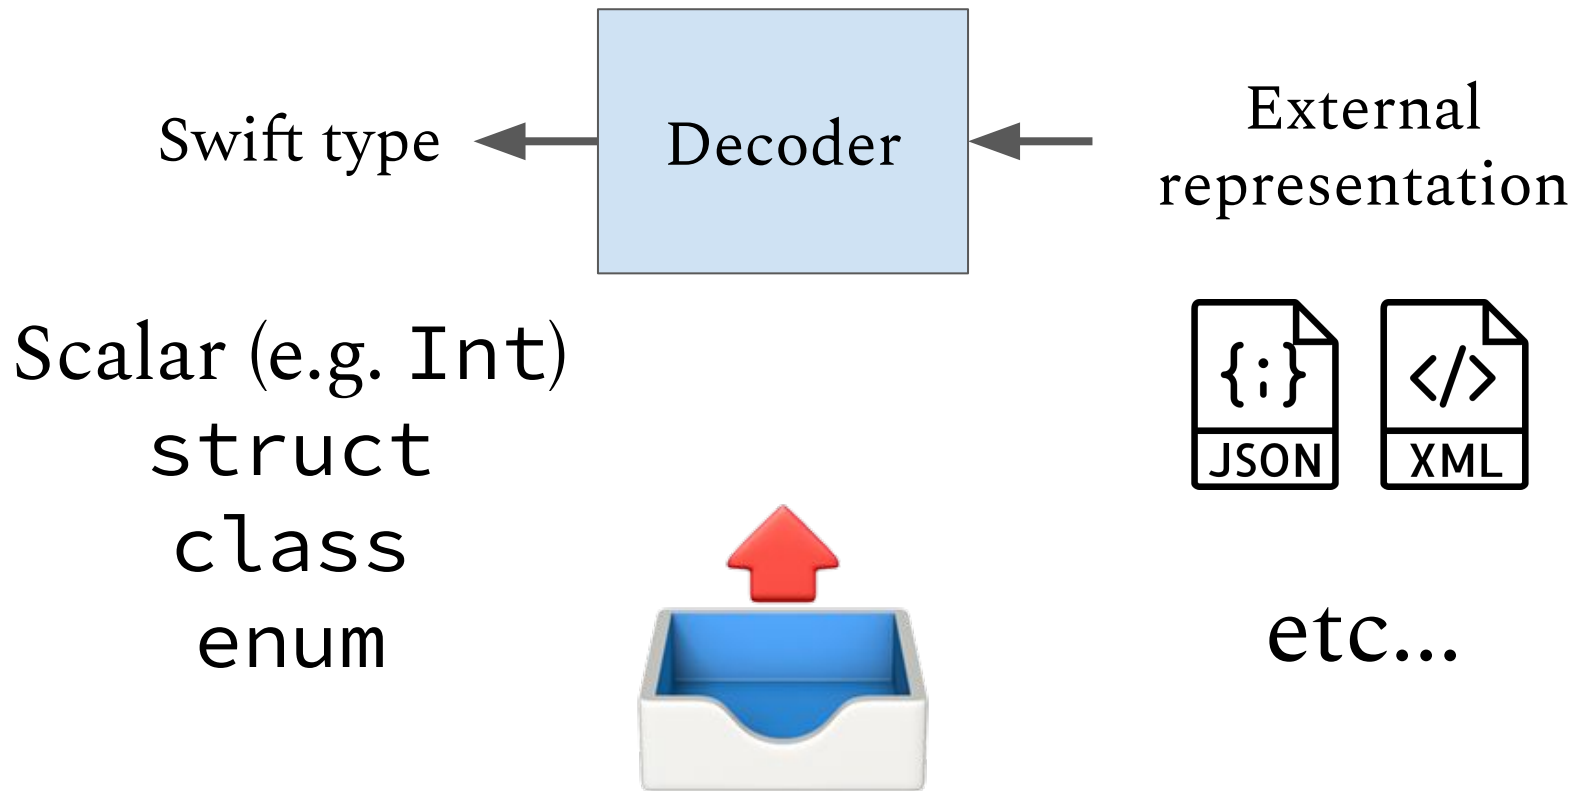 Swift type
Decoder
External
representation
Scalar (e.g. Int)
struct
class
enum
{;}
JSON
</>
XML
etc...